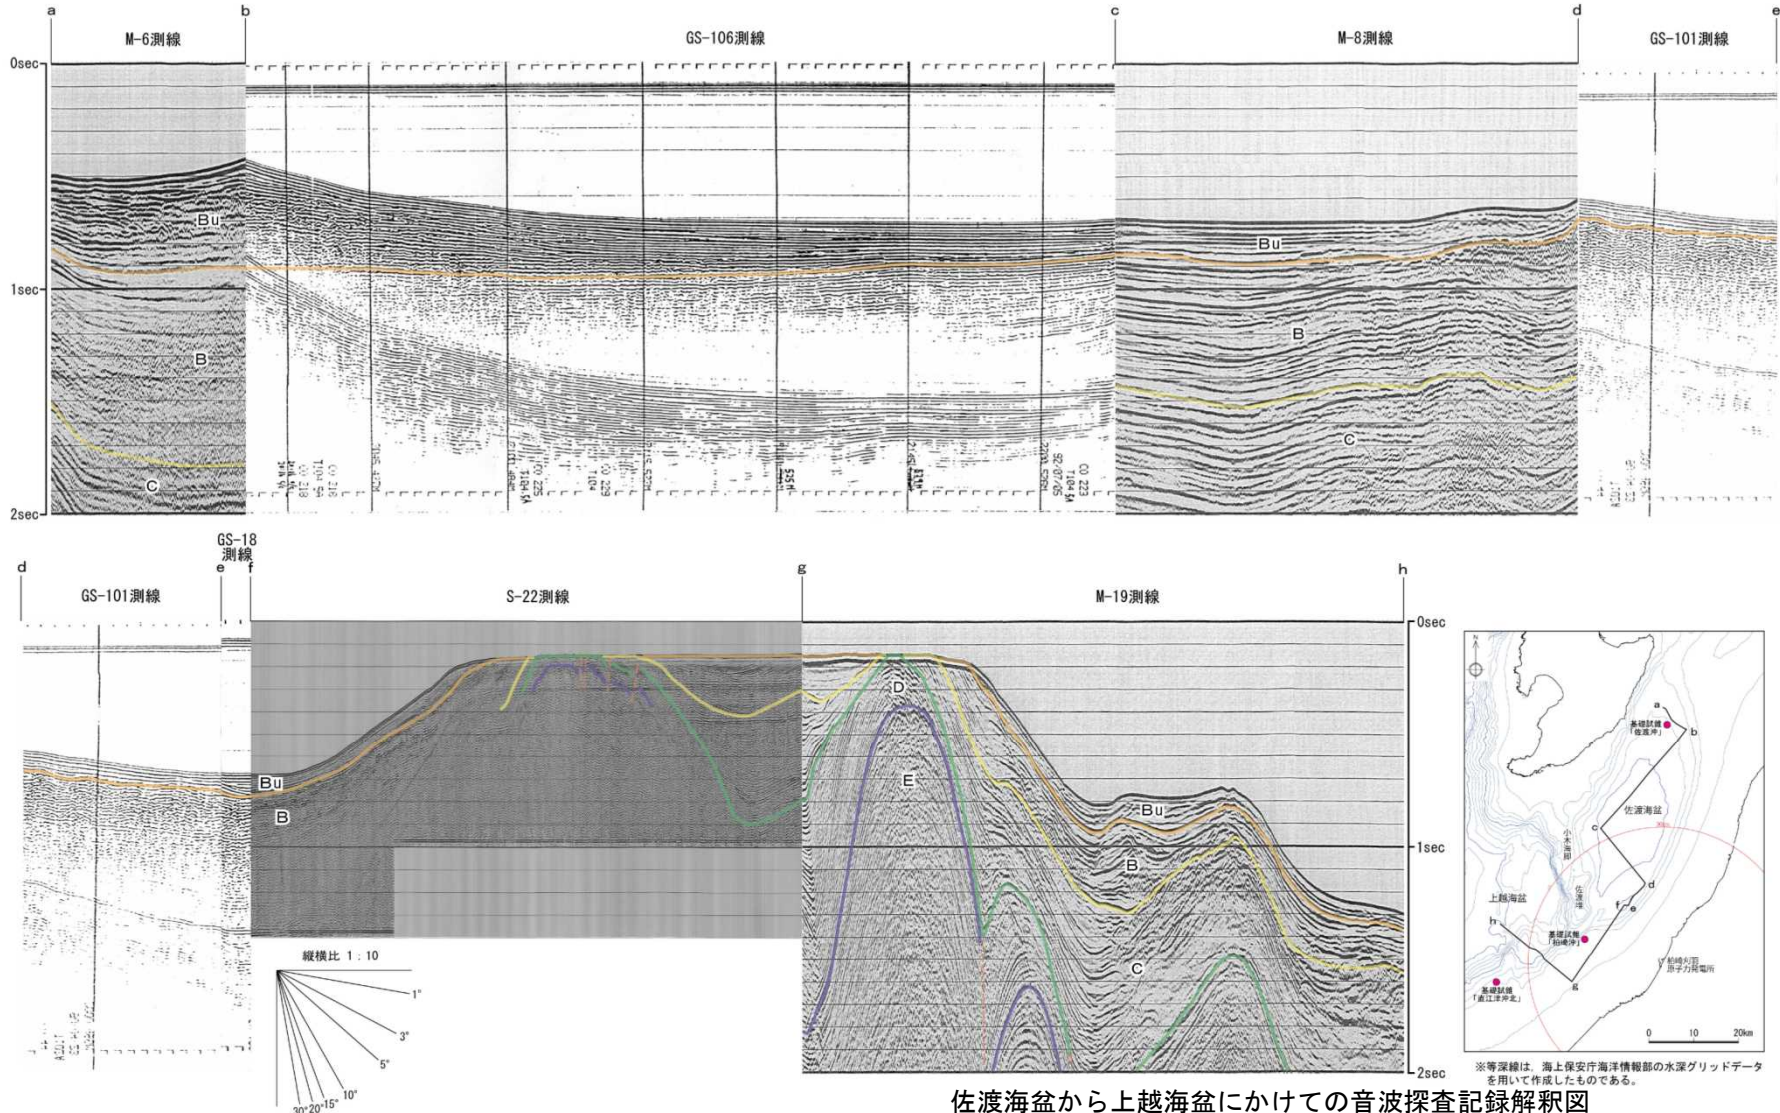 a
b
c
d
e
M-6測線
GS-106測線
M-8測線
GS-101測線
0sec
1sec
2sec
Bu
B
C
Bu
B
C
GS-18
測線
d
e
f
g
h
GS-101測線
S-22測線
M-19測線
0sec
1sec
2sec
Bu
B
D
E
Bu
B
C
縦横比 1:10
1°
3°
5°
10°
15°
20°
30°
N
a
基礎試錐
「佐渡沖」
b
佐渡海盆
c
小木海脚
d
佐渡堆
上越海盆
f
e
h
基礎試錐
「柏崎沖」
柏崎刈羽
原子力発電所
g
基礎試錐
「直江津沖北」
0 10 20km
※等深線は,海上保安庁海洋情報部の水深グリッドデータ
を用いて作成したものである。
佐渡海盆から上越海盆にかけての音波探査記録解釈図